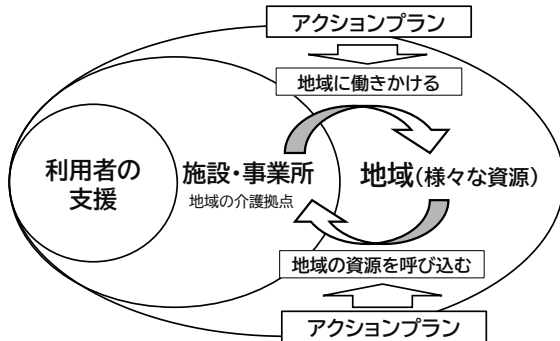 アクションプラン
地域に働きかける
利用者の
支援
施設・事業所
地域の介護拠点
地域(様々な資源)
地域の資源を呼び込む
アクションプラン